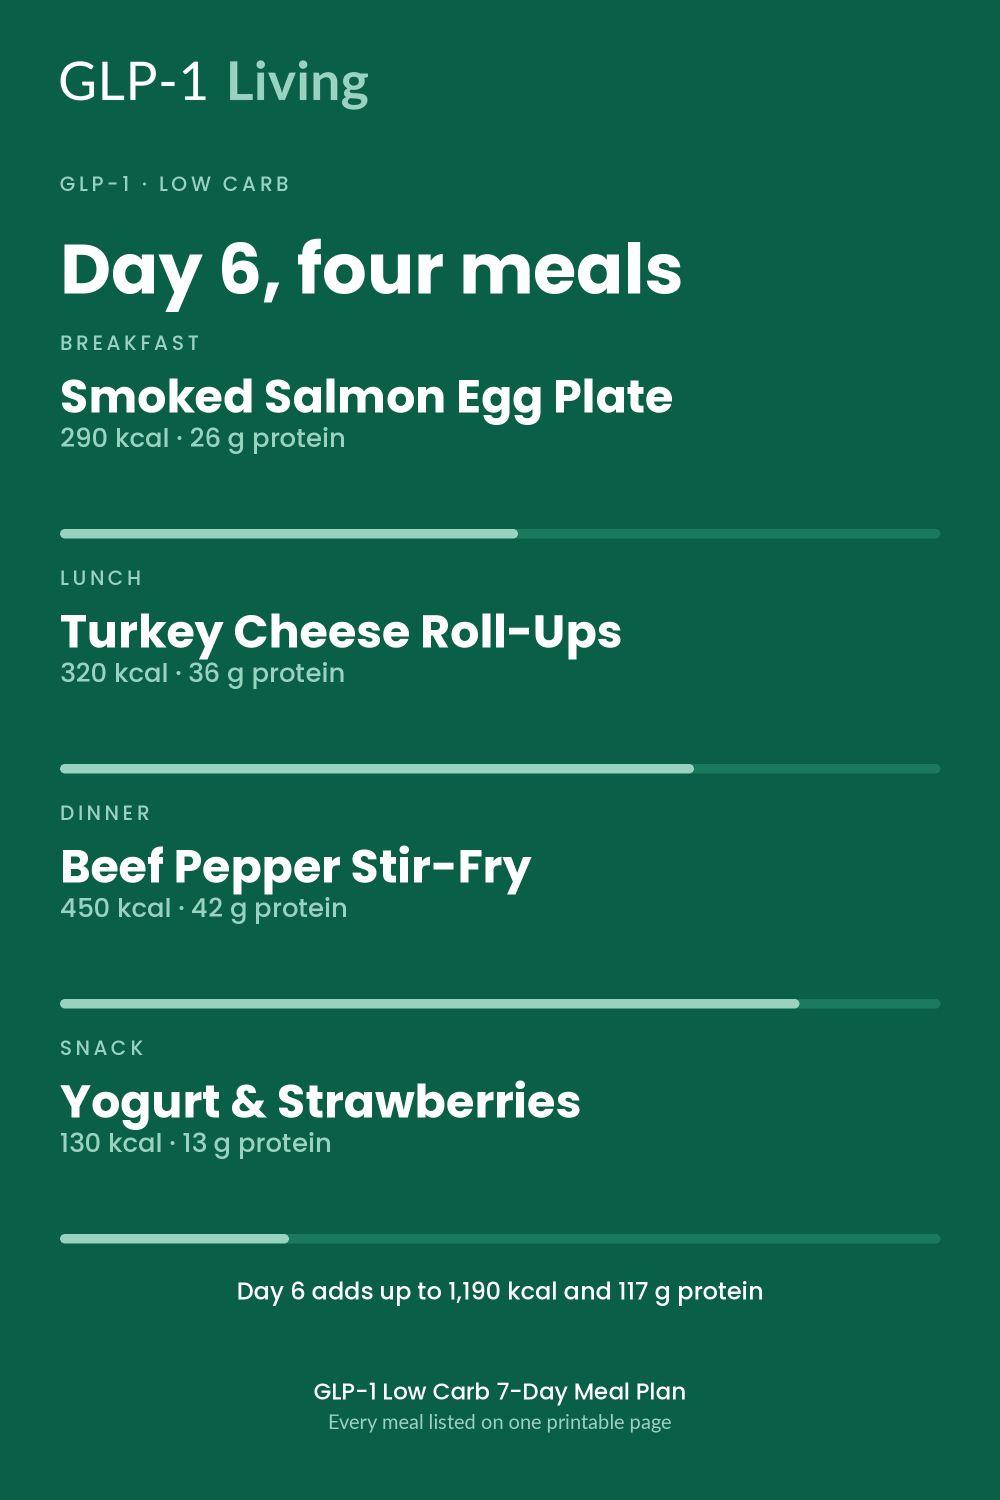 GLP-1 Living
GLP-1 · LOW CARB
Day 6, four meals
BREAKFAST
Smoked Salmon Egg Plate
290 kcal · 26 g protein
LUNCH
Turkey Cheese Roll-Ups
320 kcal · 36 g protein
DINNER
Beef Pepper Stir-Fry
450 kcal · 42 g protein
SNACK
Yogurt & Strawberries
130 kcal · 13 g protein
Day 6 adds up to 1,190 kcal and 117 g protein
GLP-1 Low Carb 7-Day Meal Plan
Every meal listed on one printable page